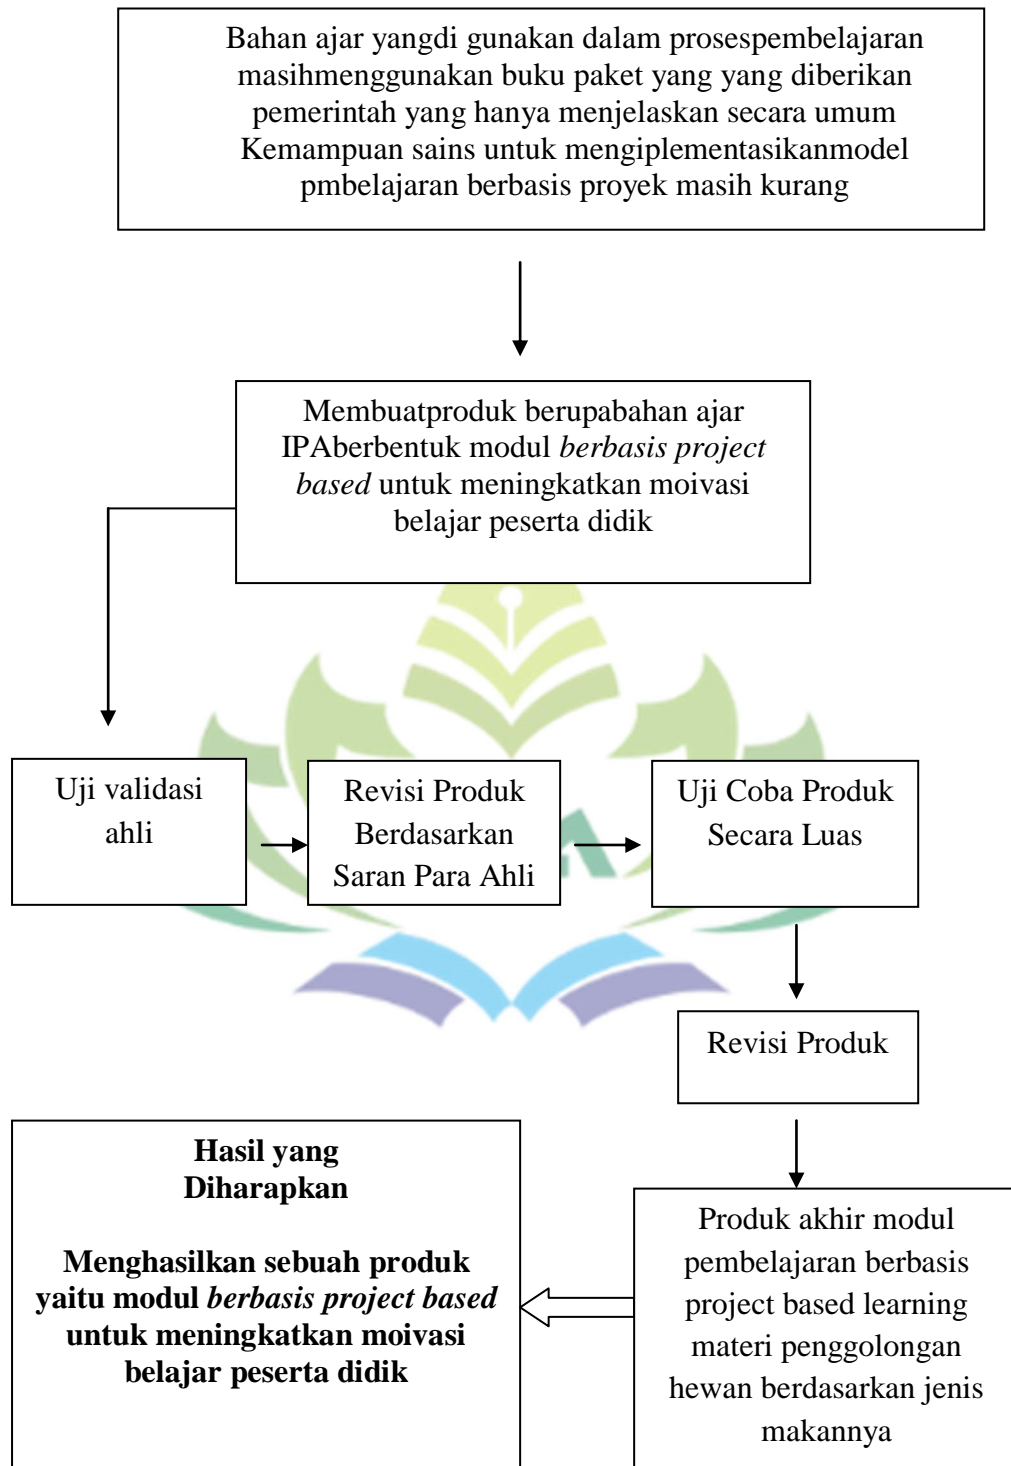 Bahan ajar yangdi gunakan dalam prosespembelajaran
masihmenggunakan buku paket yang yang diberikan
pemerintah yang hanya menjelaskan secara umum
Kemampuan sains untuk mengiplementasikanmodel
pmbelajaran berbasis proyek masih kurang
Membuatproduk berupabahan ajar
IPAberbentuk modul berbasis project
based untuk meningkatkan moivasi
belajar peserta didik
Uji validasi
ahli
Revisi Produk
Berdasarkan
Saran Para Ahli
Uji Coba Produk
Secara Luas
Revisi Produk
Hasil yang
Diharapkan
Menghasilkan sebuah produk
yaitu modul berbasis project based
untuk meningkatkan moivasi
belajar peserta didik
Produk akhir modul
pembelajaran berbasis
project based learning
materi penggolongan
hewan berdasarkan jenis
makannya